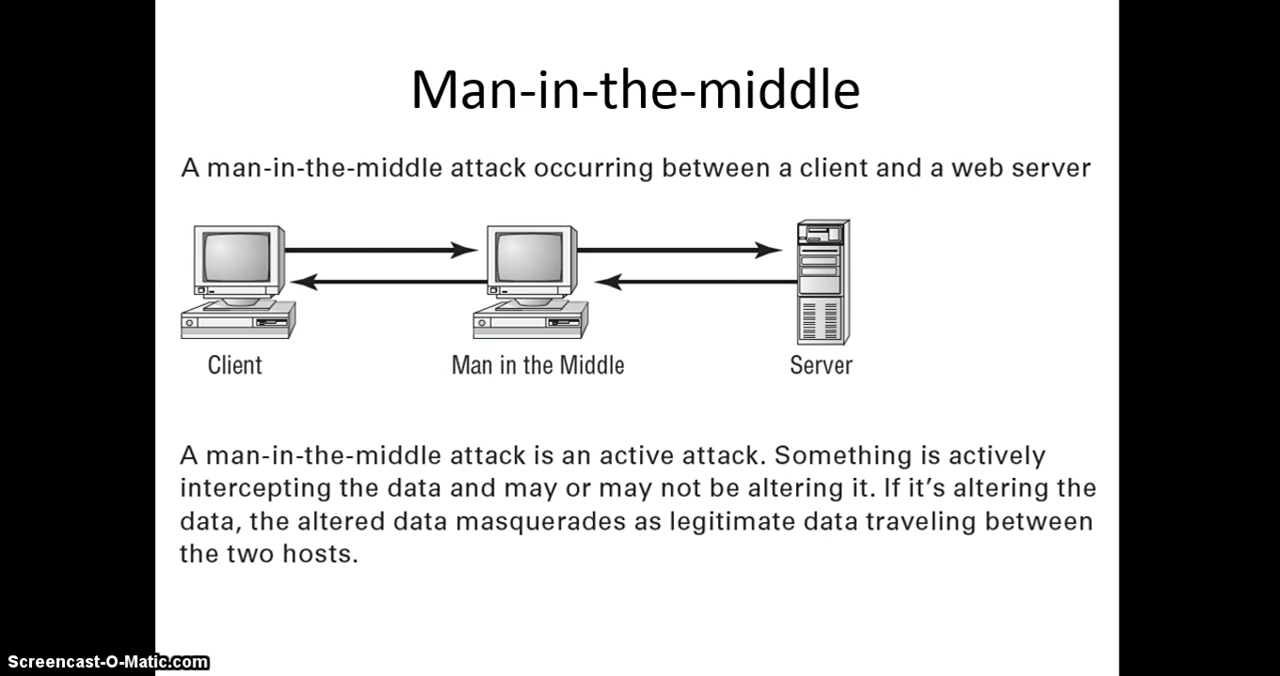 Man-in-the-middle
A man-in-the-middle attack occurring between a client and a web server
Client
Man in the Middle
Server
A man-in-the-middle attack is an active attack. Something is actively
intercepting the data and may or may not be altering it. If it’s altering the
data, the altered data masquerades as legitimate data traveling between
the two hosts.
Screencast-O-Matic.com